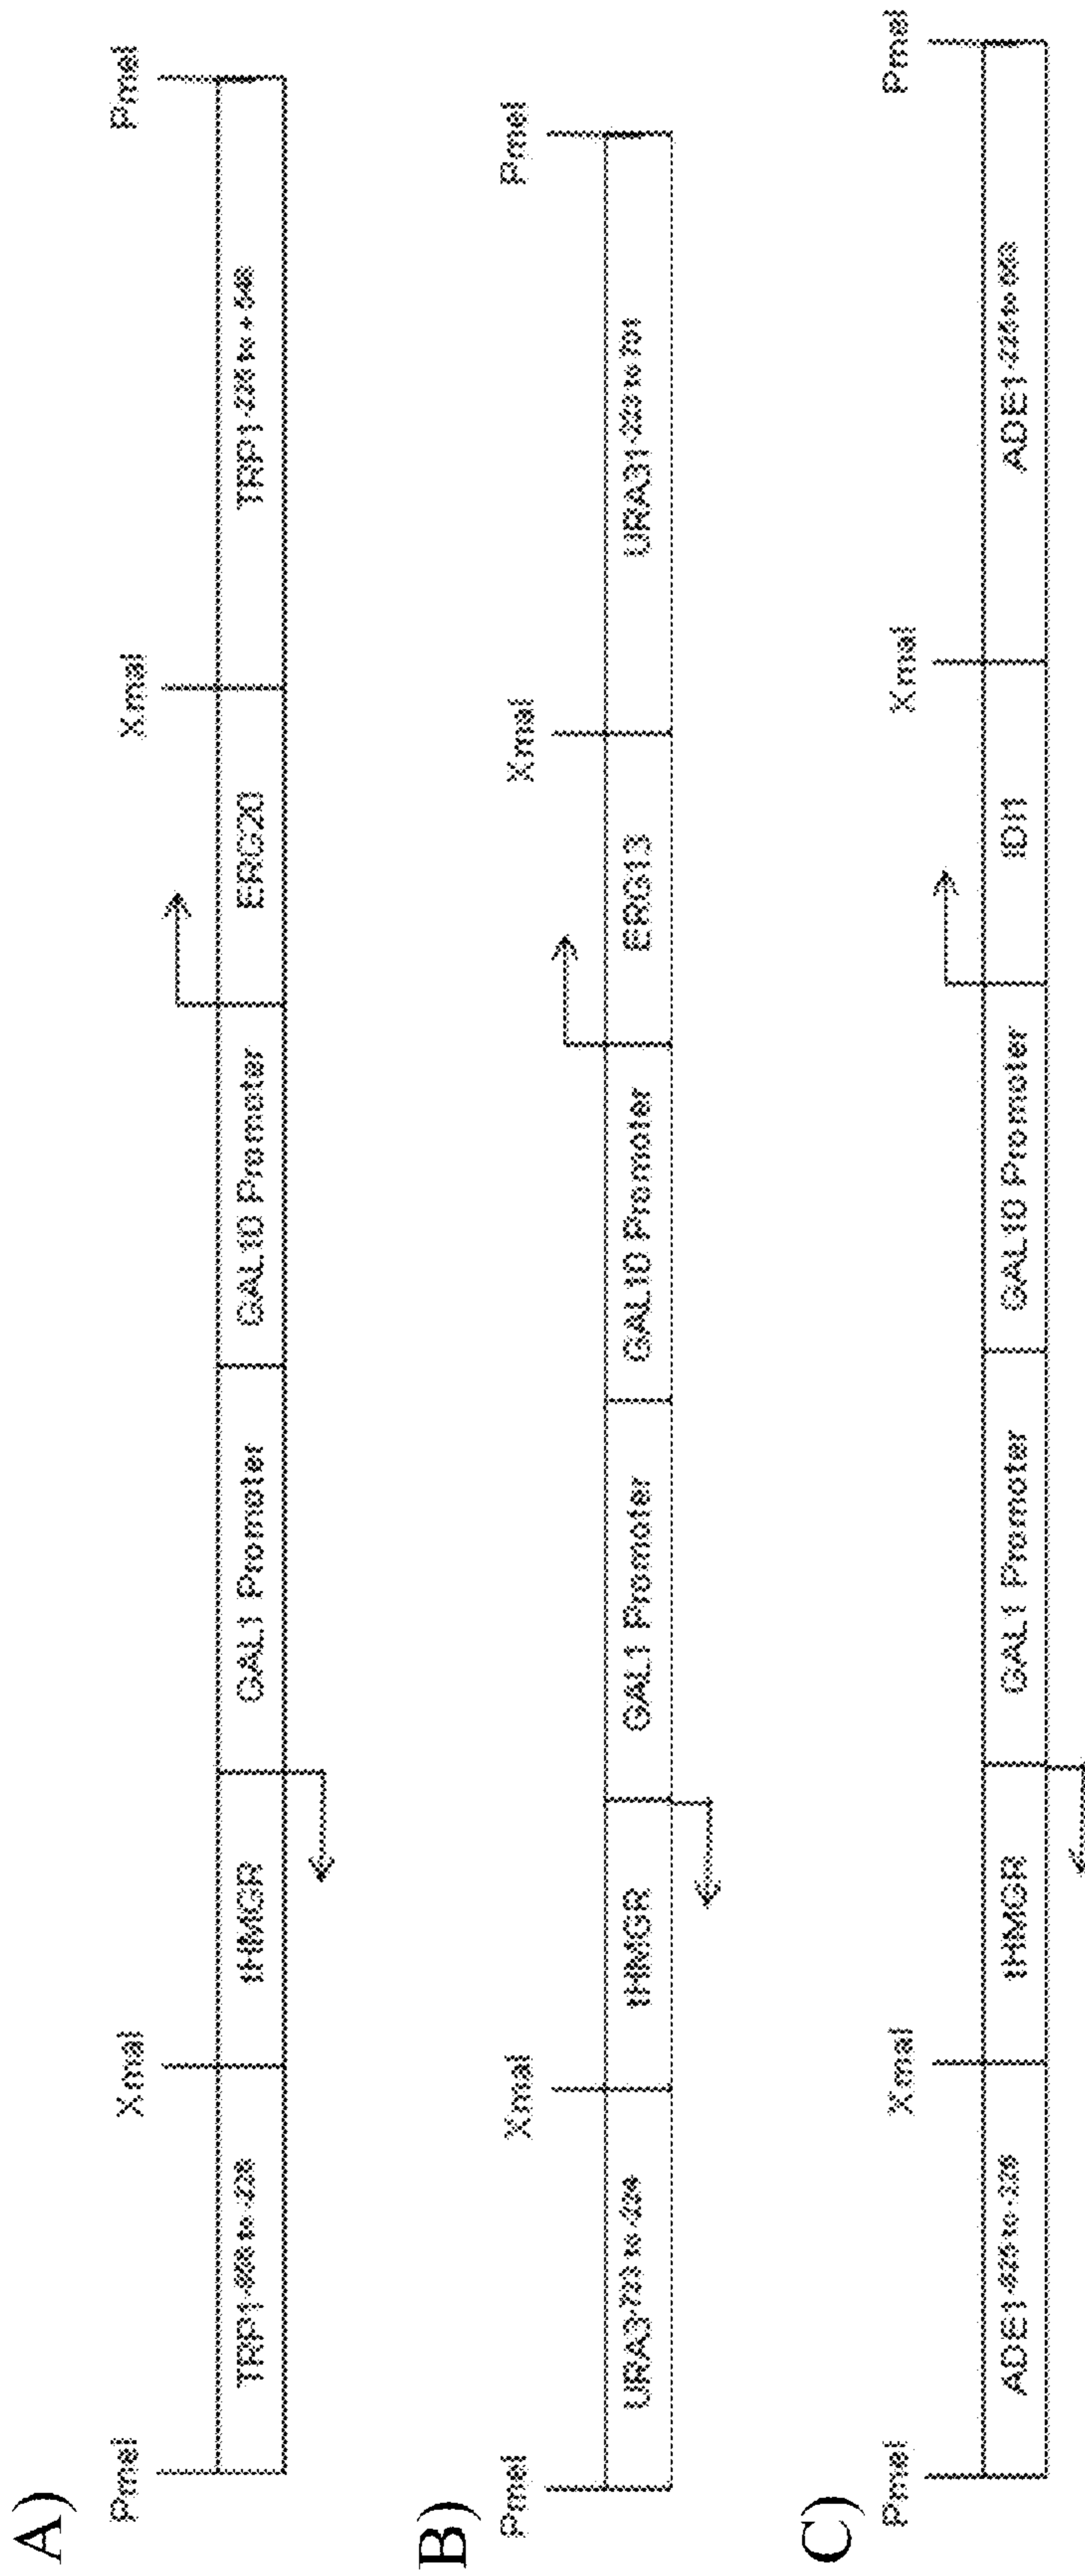 A)
PmeI XmaI XmaI PmeI
TRP1 tHMGR GAL1 Promoter GAL10 Promoter ERG20 TRP1
B)
PmeI XmaI XmaI PmeI
URA3 tHMGR GAL1 Promoter GAL10 Promoter ERG13 URA31
C)
PmeI XmaI XmaI PmeI
ADE1 tHMGR GAL1 Promoter GAL10 Promoter IDI1 ADE1